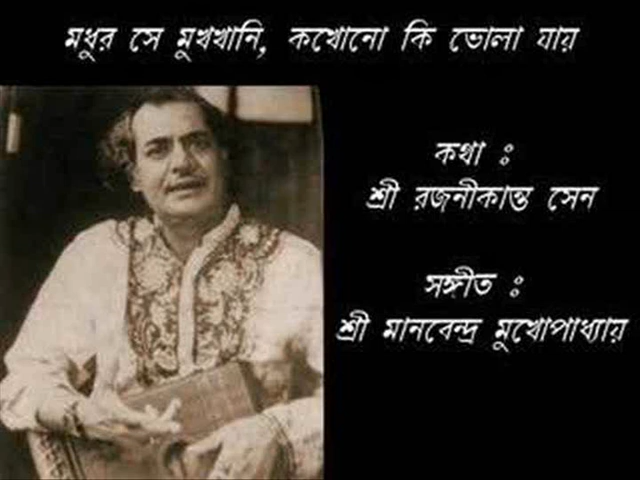 মধুর সে মুখখানি, কখোনো কি ভোলা যায়
কথা :
শ্রী রজনীকান্ত সেন
সঙ্গীত :
শ্রী মানবেন্দ্র মুখোপাধ্যায়